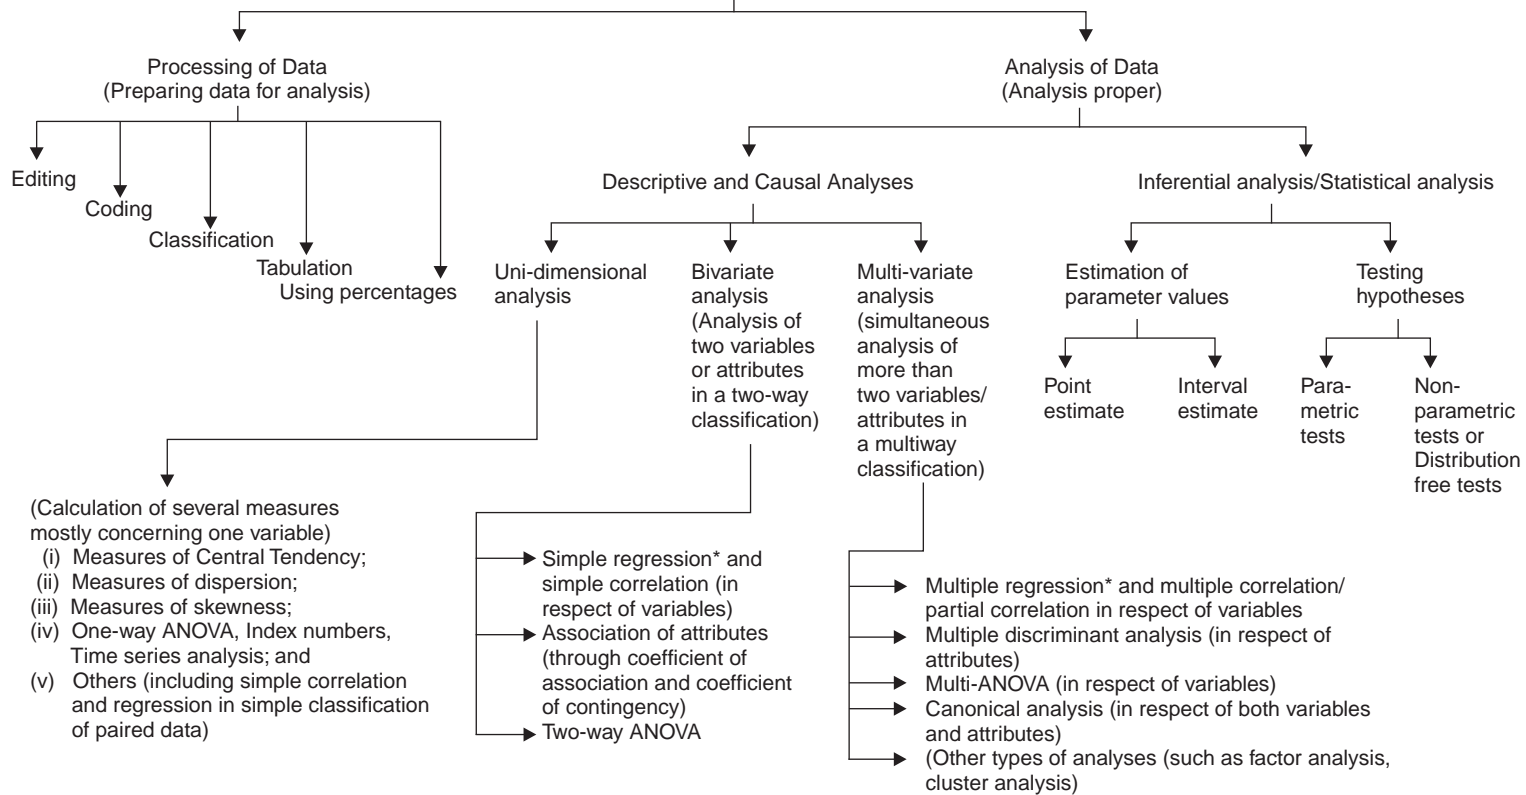 Processing of Data
(Preparing data for analysis)
Analysis of Data
(Analysis proper)
Editing
Coding
Classification
Tabulation
Using percentages
Descriptive and Causal Analyses
Inferential analysis/Statistical analysis
Uni-dimensional
analysis
Bivariate
analysis
(Analysis of
two variables
or attributes
in a two-way
classification)
Multi-variate
analysis
(simultaneous
analysis of
more than
two variables/
attributes in
a multiway
classification)
Estimation of
parameter values
Testing
hypotheses
Point
estimate
Interval
estimate
Para-
metric
tests
Non-
parametric
tests or
Distribution
free tests
(Calculation of several measures
mostly concerning one variable)
(i) Measures of Central Tendency;
(ii) Measures of dispersion;
(iii) Measures of skewness;
(iv) One-way ANOVA, Index numbers,
Time series analysis; and
(v) Others (including simple correlation
and regression in simple classification
of paired data)
Simple regression* and
simple correlation (in
respect of variables)
Association of attributes
(through coefficient of
association and coefficient
of contingency)
Two-way ANOVA
Multiple regression* and multiple correlation/
partial correlation in respect of variables
Multiple discriminant analysis (in respect of
attributes)
Multi-ANOVA (in respect of variables)
Canonical analysis (in respect of both variables
and attributes)
(Other types of analyses (such as factor analysis,
cluster analysis)